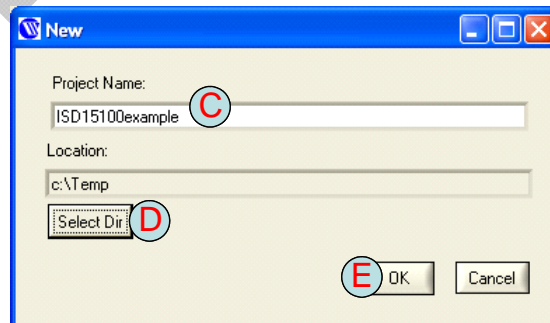 New
Project Name:
ISD15100example C
Location:
c:\Temp
Select Dir D
E OK Cancel